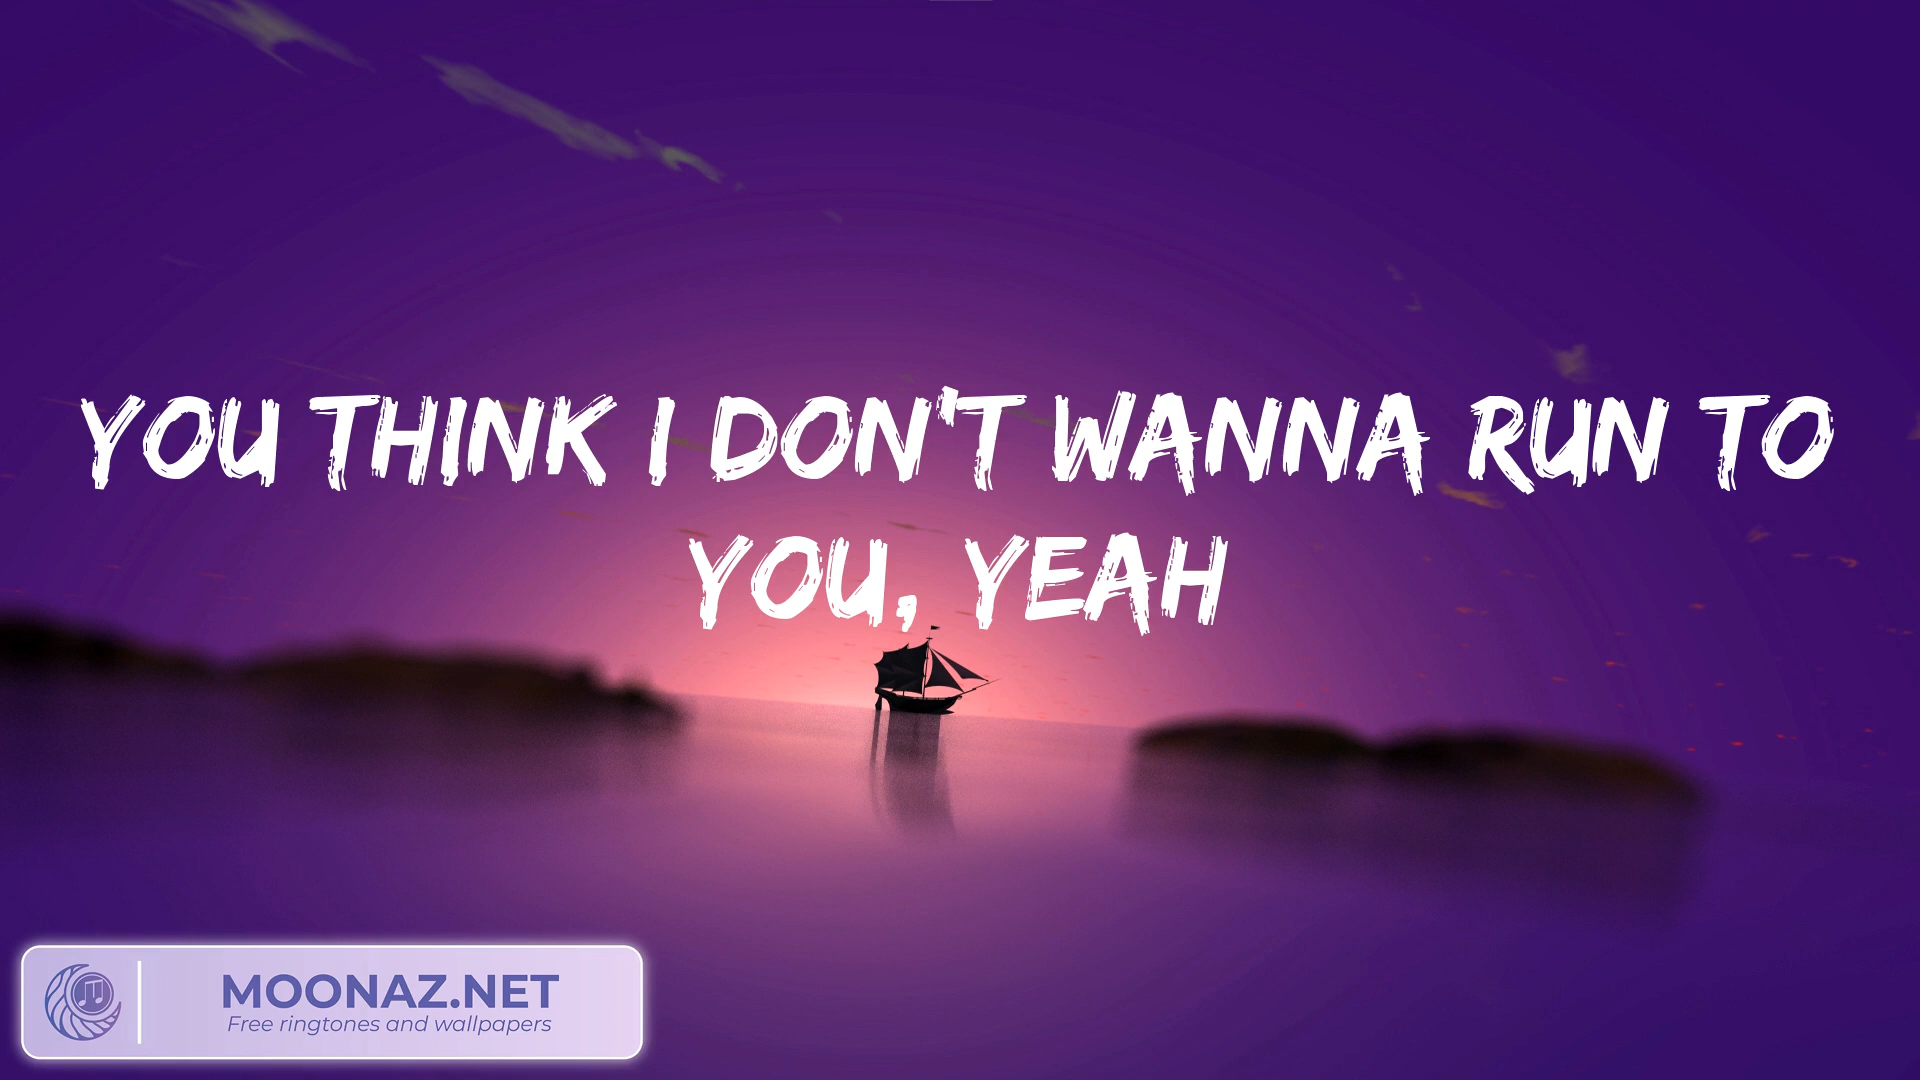 YOU THINK I DON'T WANNA RUN TO
YOU, YEAH
MOONAZ.NET
Free ringtones and wallpapers